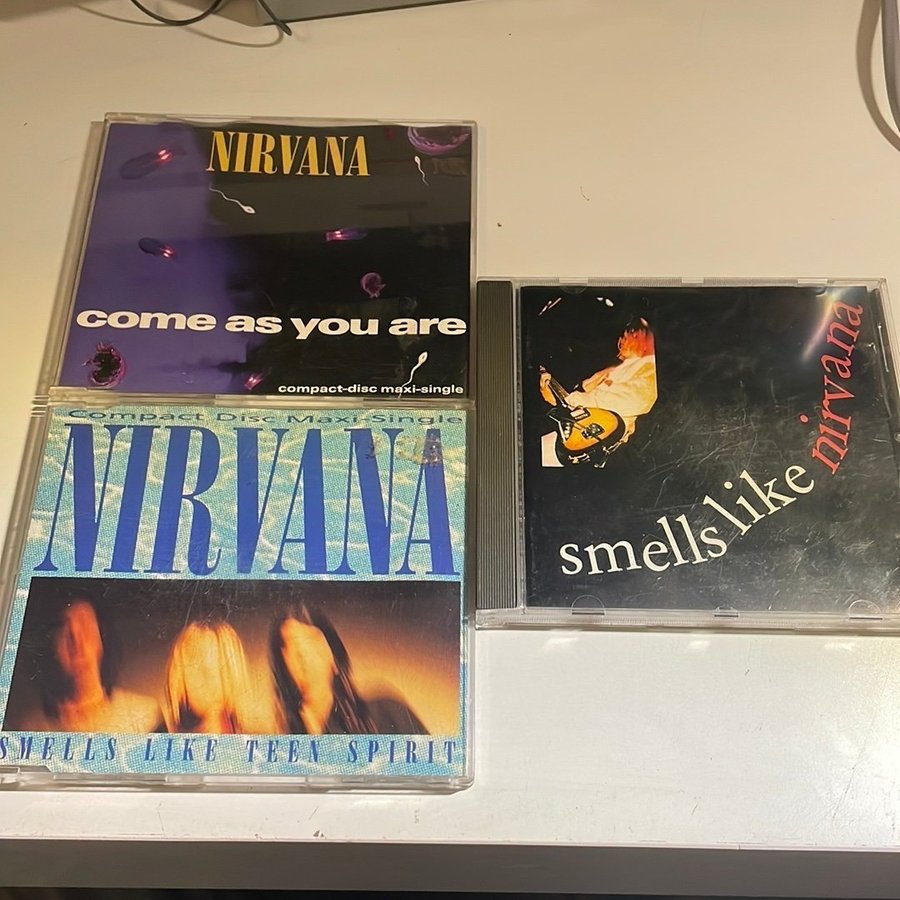 NIRVANA
come as you are
compact-disc maxi-single
Compact Disc Maxi-Single
NIRVANA
SMELLS LIKE TEEN SPIRIT
smells like nirvana